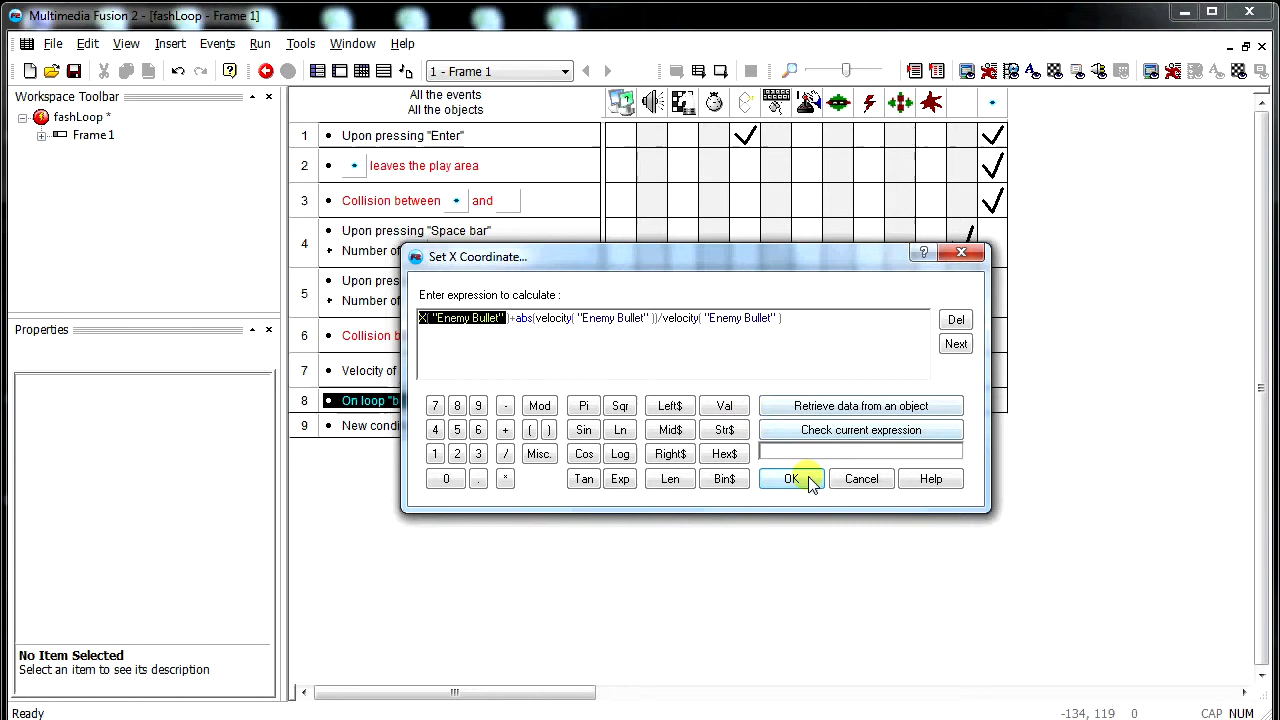 Multimedia Fusion 2 - [fashLoop - Frame 1]
File Edit View Insert Events Run Tools Window Help
1 - Frame 1
Workspace Toolbar
fashLoop *
Frame 1
Properties
No Item Selected
Select an item to see its description
All the events
All the objects
1 Upon pressing "Enter"
2 leaves the play area
3 Collision between and
4 Upon pressing "Space bar"
+ Number of
5 Upon pres
+ Number of
6 Collision b
7 Velocity of
8 On loop "b
9 New condi
Set X Coordinate...
Enter expression to calculate :
X( "Enemy Bullet" )+abs(velocity( "Enemy Bullet" ))/velocity( "Enemy Bullet" )
Del
Next
7 8 9 - Mod Pi Sqr Left$ Val Retrieve data from an object
4 5 6 + ( ) Sin Ln Mid$ Str$ Check current expression
1 2 3 / Misc. Cos Log Right$ Hex$
0 . * Tan Exp Len Bin$ OK Cancel Help
Ready -134, 119 0 CAP NUM